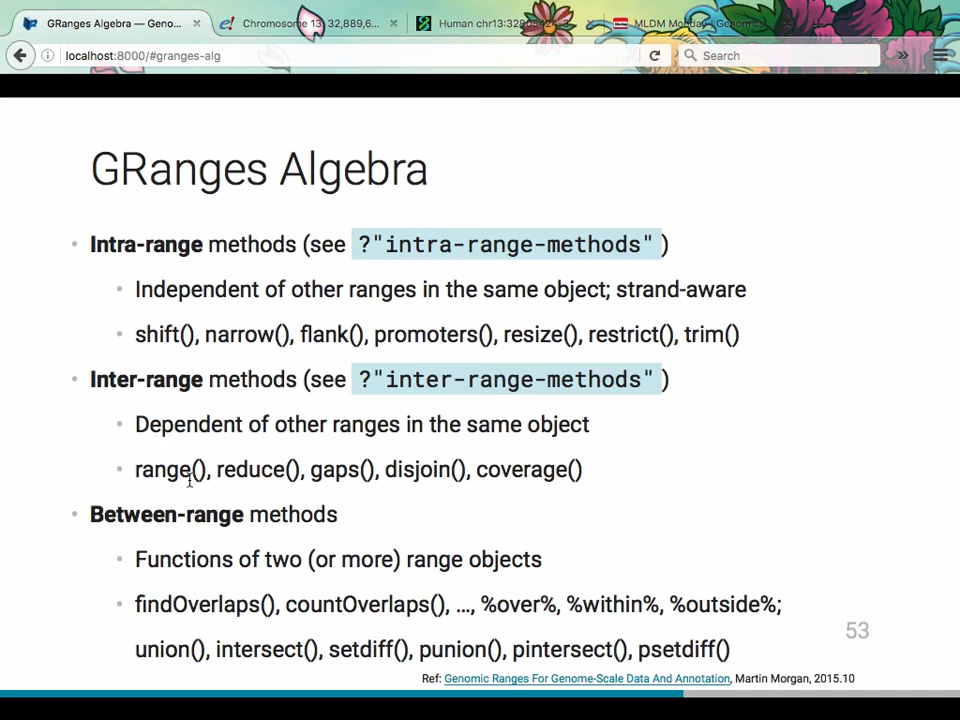 GRanges Algebra — Geno...
Chromosome 13: 32,889,6...
Human chr13:32
MLDM Monday | Genomics
localhost:8000/#granges-alg
Search
GRanges Algebra
• Intra-range methods (see ?"intra-range-methods" )
• Independent of other ranges in the same object; strand-aware
• shift(), narrow(), flank(), promoters(), resize(), restrict(), trim()
• Inter-range methods (see ?"inter-range-methods" )
• Dependent of other ranges in the same object
• range(), reduce(), gaps(), disjoin(), coverage()
• Between-range methods
• Functions of two (or more) range objects
• findOverlaps(), countOverlaps(), ..., %over%, %within%, %outside%;
union(), intersect(), setdiff(), punion(), pintersect(), psetdiff()
53
Ref: Genomic Ranges For Genome-Scale Data And Annotation, Martin Morgan, 2015.10